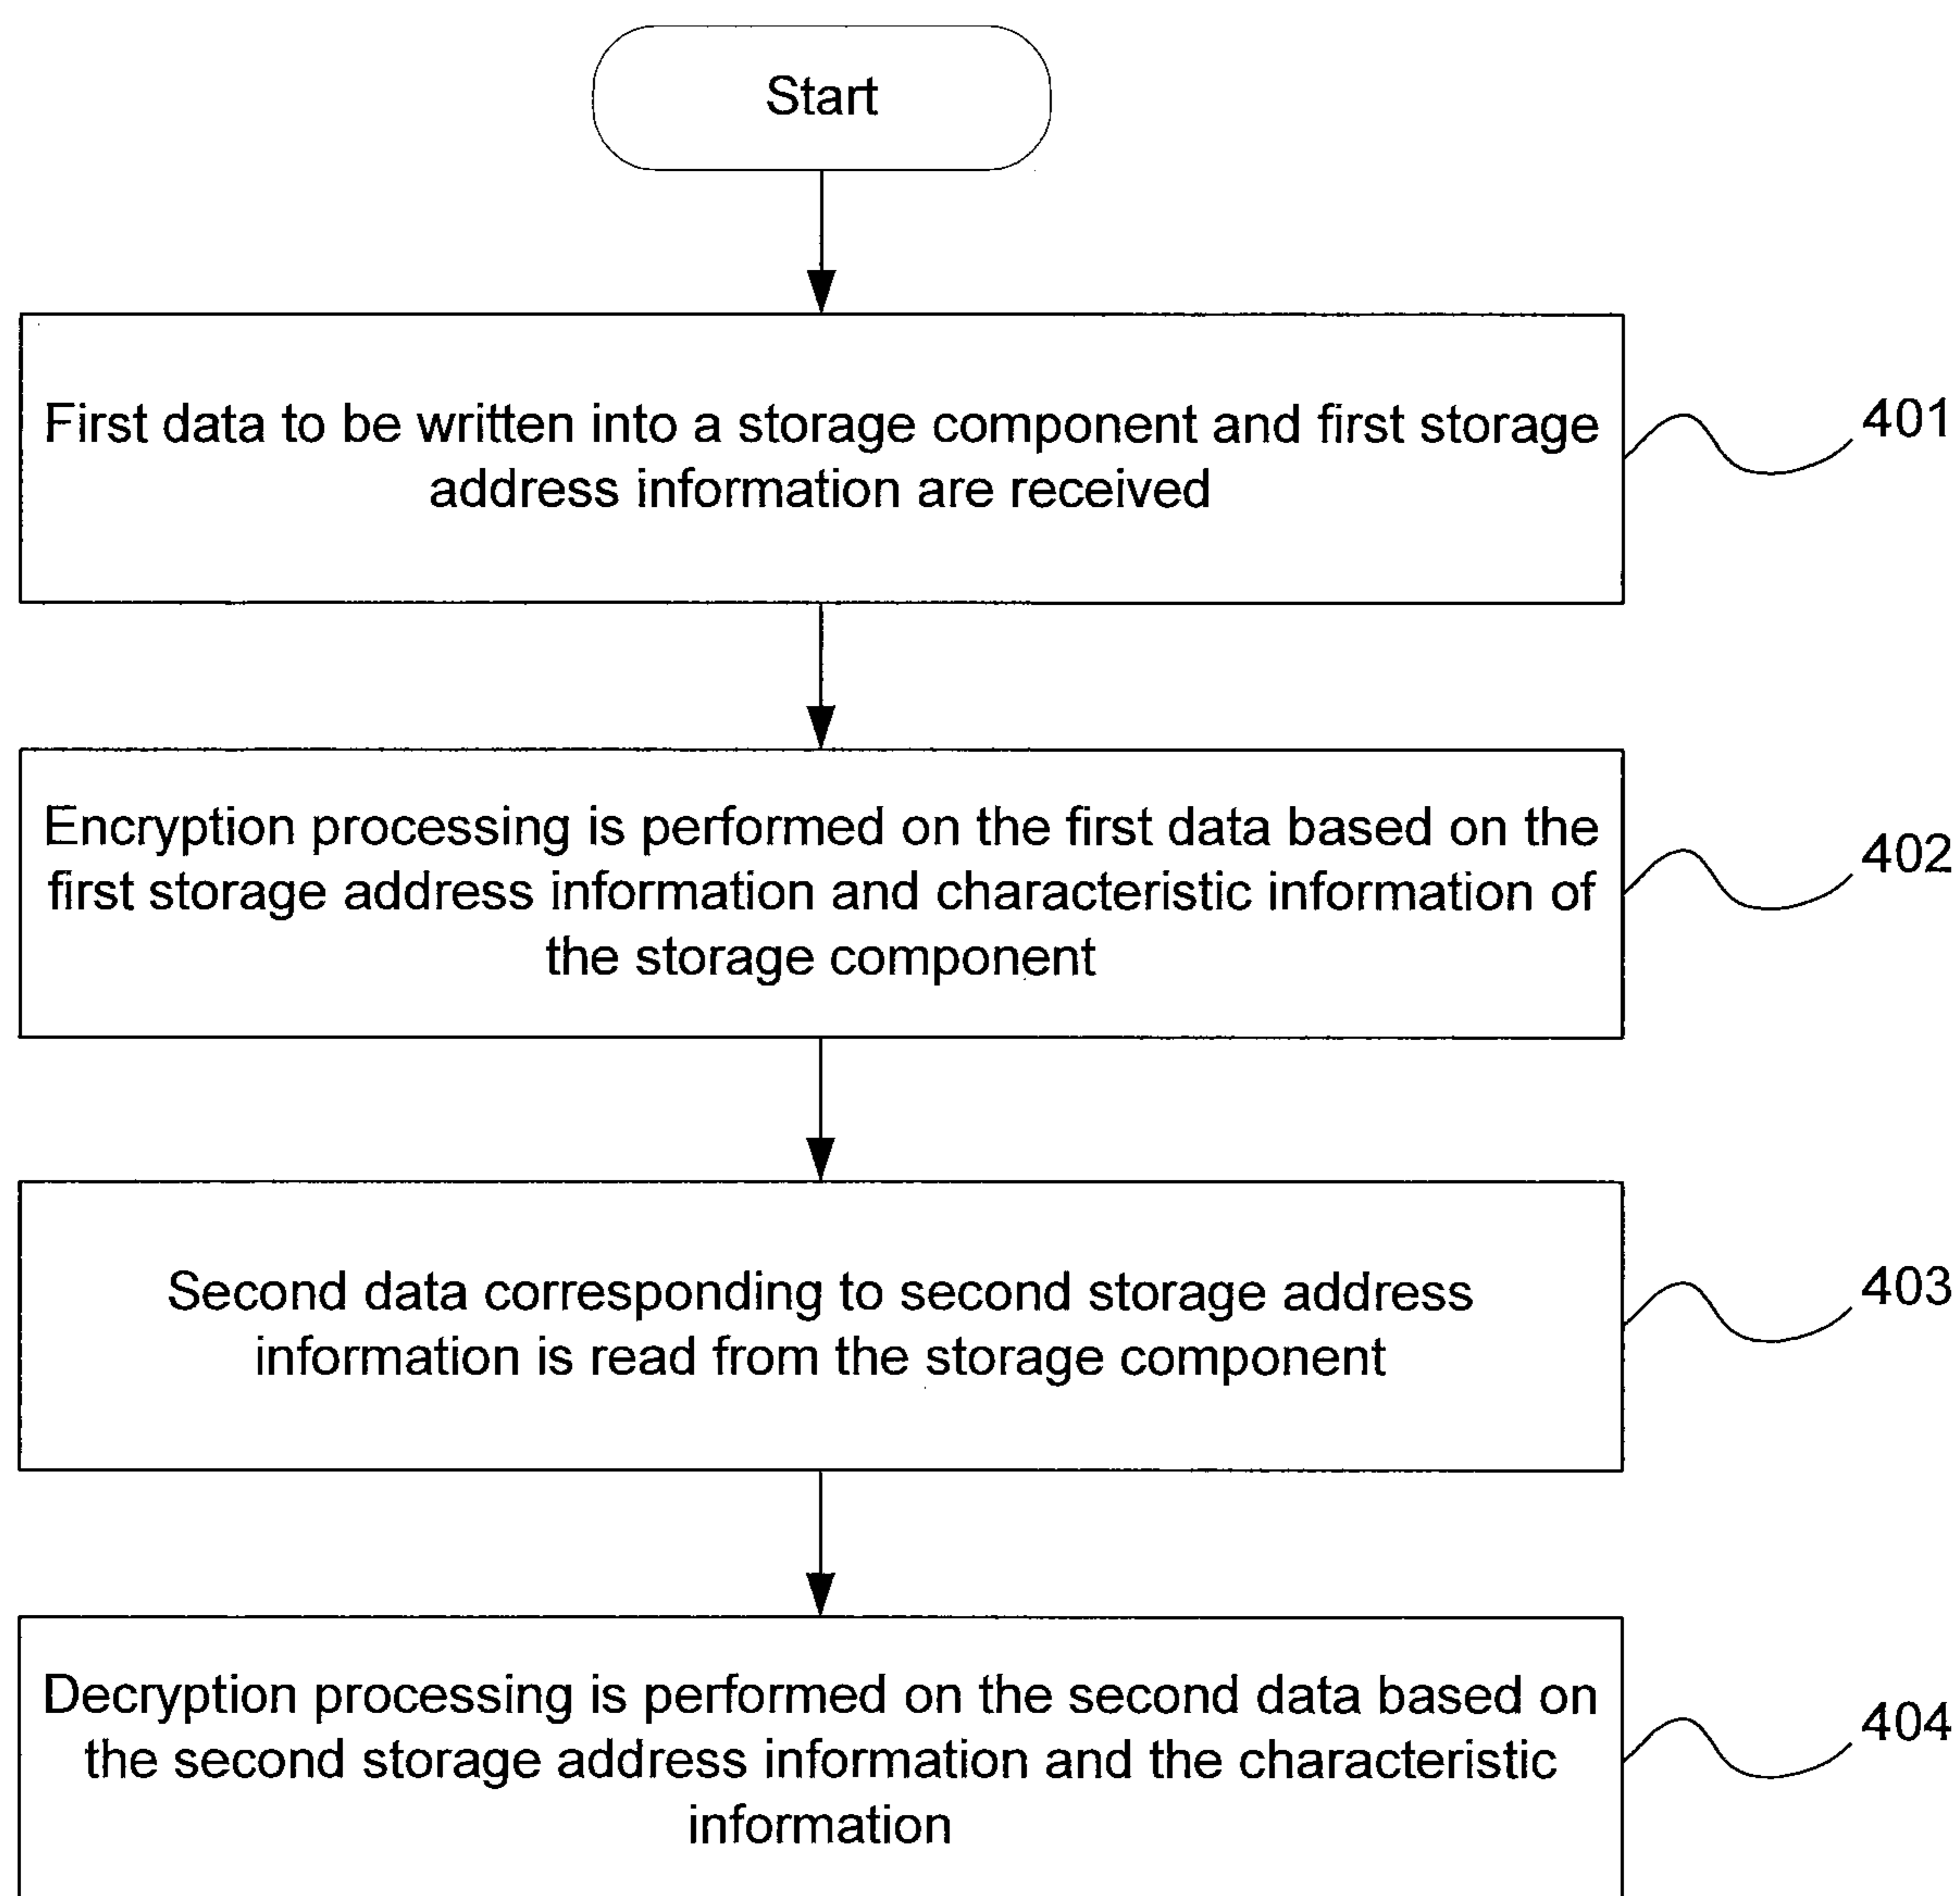 Start
First data to be written into a storage component and first storage
address information are received
401
Encryption processing is performed on the first data based on the
first storage address information and characteristic information of
the storage component
402
Second data corresponding to second storage address
information is read from the storage component
403
Decryption processing is performed on the second data based on
the second storage address information and the characteristic
information
404